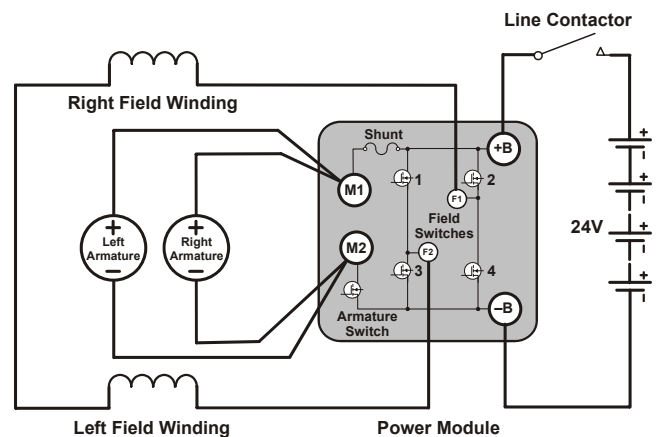 Line Contactor
Right Field Winding
Shunt
+B
M1
1
2
F1
Field
Switches
24V
+
Left
Armature
–
+
Right
Armature
–
M2
F2
3
4
Armature
Switch
–B
+
–
+
–
+
–
+
–
Left Field Winding
Power Module